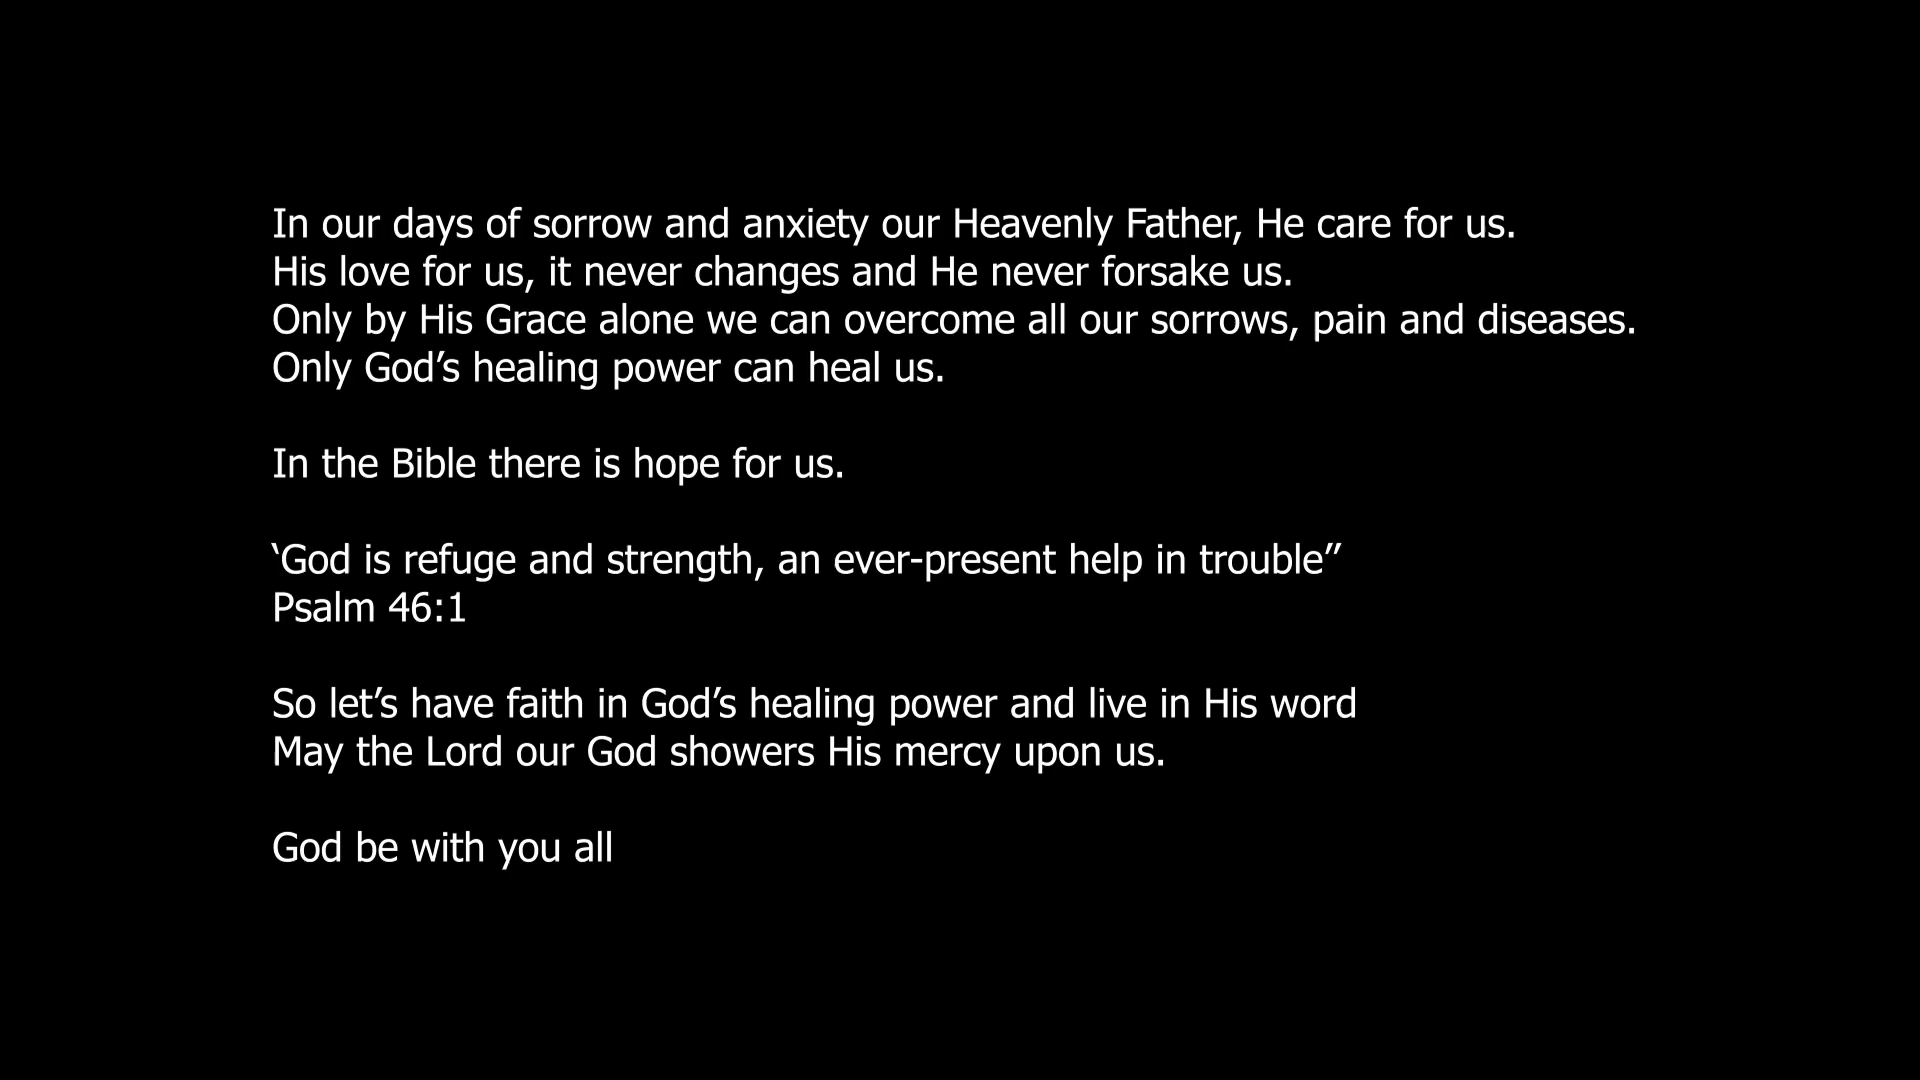 In our days of sorrow and anxiety our Heavenly Father, He care for us.
His love for us, it never changes and He never forsake us.
Only by His Grace alone we can overcome all our sorrows, pain and diseases.
Only God’s healing power can heal us.
In the Bible there is hope for us.
‘God is refuge and strength, an ever-present help in trouble”
Psalm 46:1
So let’s have faith in God’s healing power and live in His word
May the Lord our God showers His mercy upon us.
God be with you all